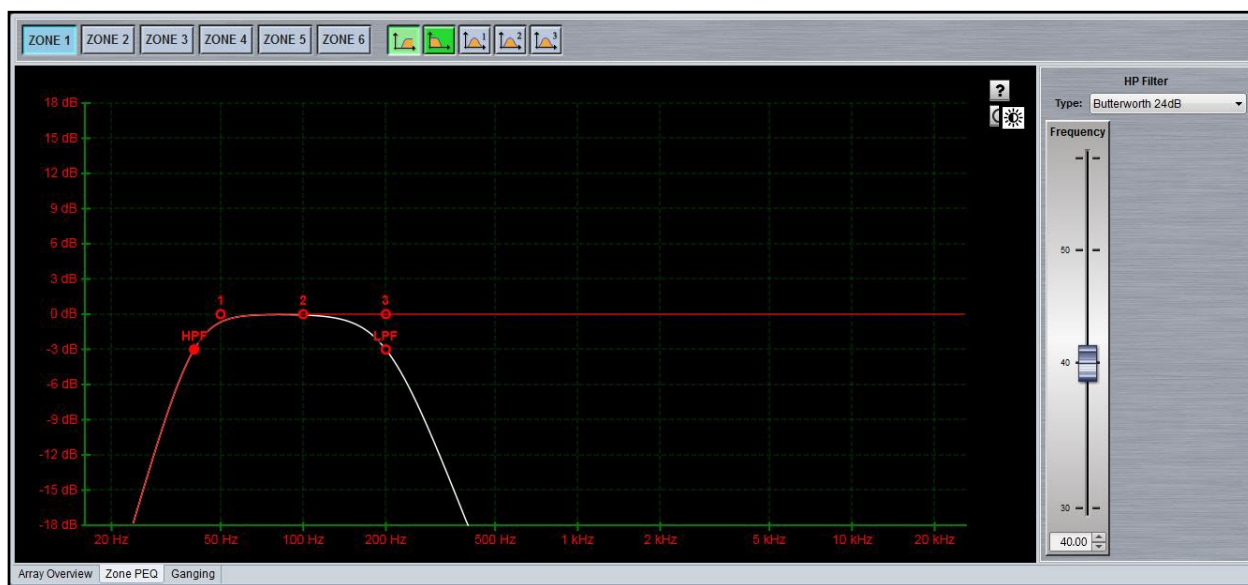 ZONE 1 ZONE 2 ZONE 3 ZONE 4 ZONE 5 ZONE 6 1 2 3
HP Filter
Type: Butterworth 24dB
Frequency
?
18 dB
15 dB
12 dB
9 dB
6 dB
3 dB
0 dB
-3 dB
-6 dB
-9 dB
-12 dB
-15 dB
-18 dB
1 2 3
HPF LPF
20 Hz 50 Hz 100 Hz 200 Hz 500 Hz 1 kHz 2 kHz 5 kHz 10 kHz 20 kHz
50
40
30
40.00
Array Overview Zone PEQ Ganging